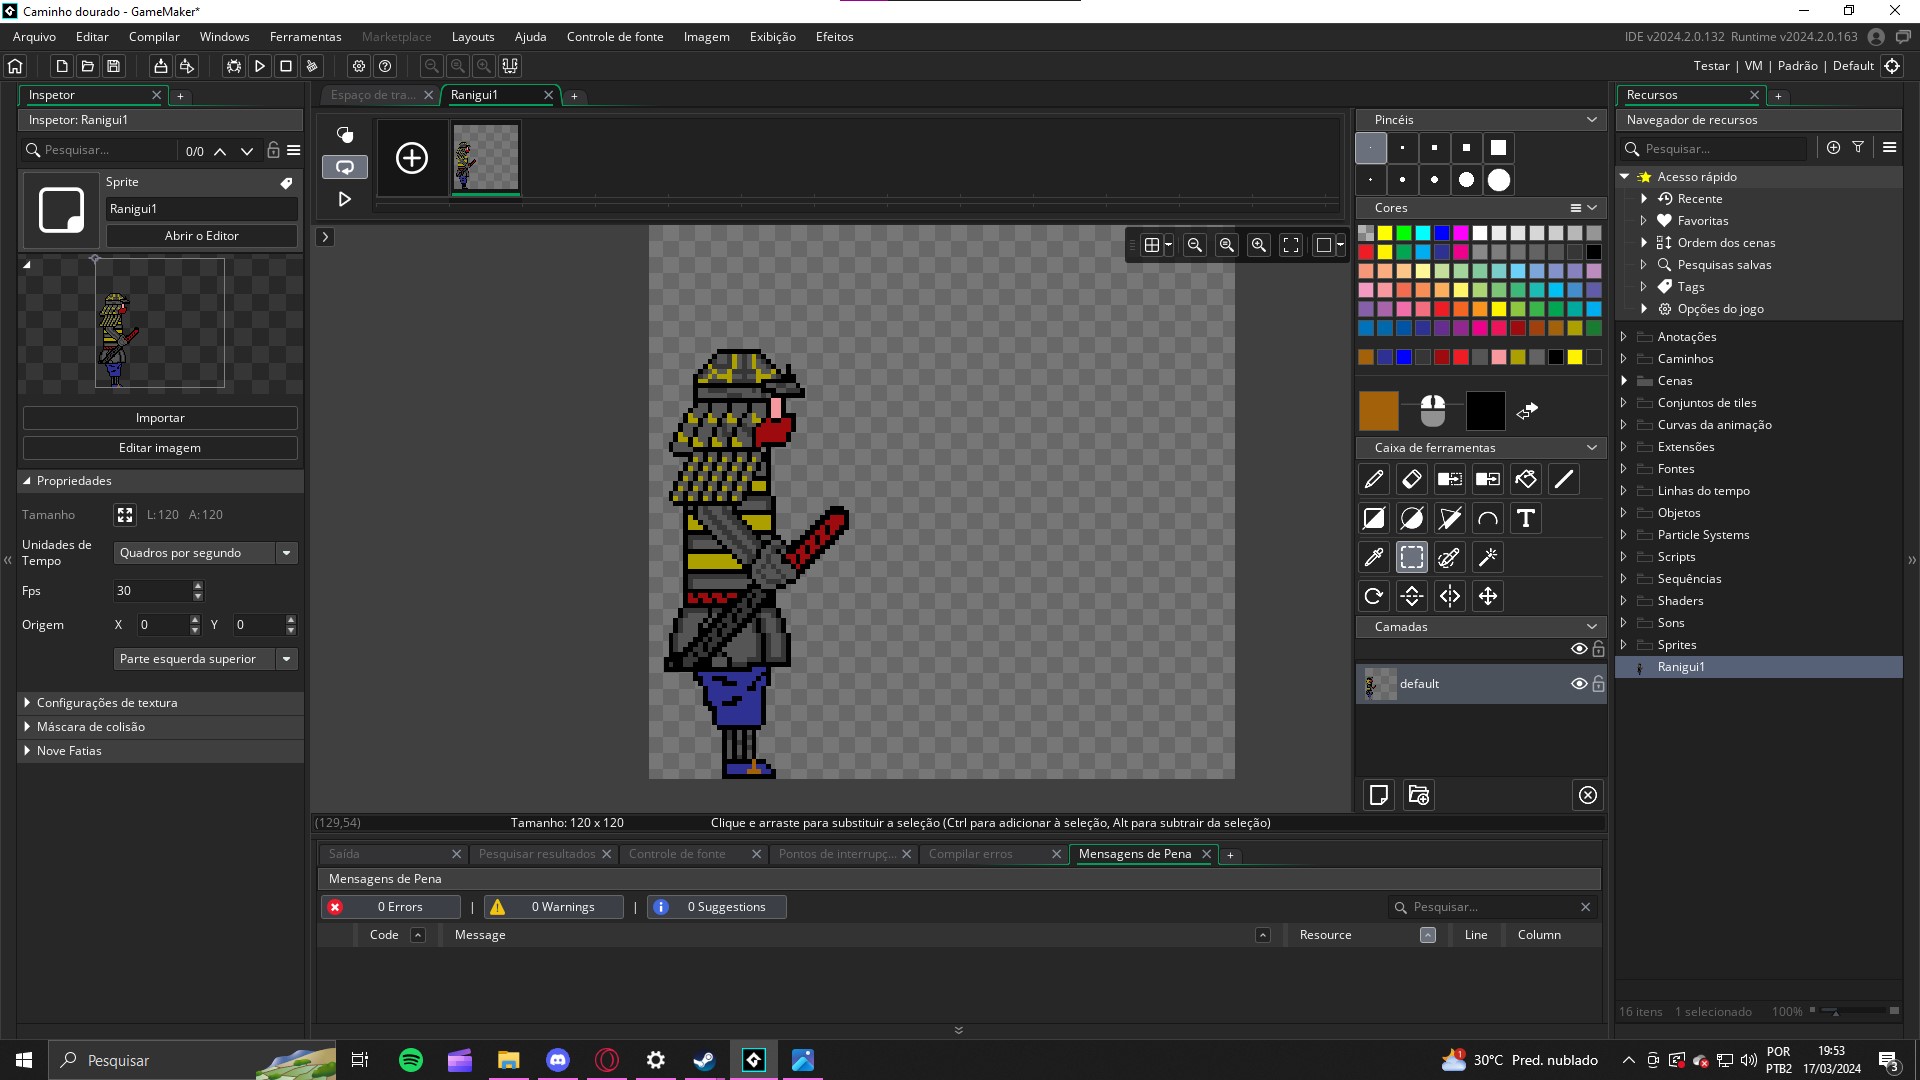 Caminho dourado - GameMaker*
Arquivo Editar Compilar Windows Ferramentas Marketplace Layouts Ajuda Controle de fonte Imagem Exibição Efeitos
IDE v2024.2.0.132 Runtime v2024.2.0.163
Testar | VM | Padrão | Default
Inspetor
Inspetor: Ranigui1
Pesquisar... 0/0
Sprite
Ranigui1
Abrir o Editor
Importar
Editar imagem
Propriedades
Tamanho L: 120 A: 120
Unidades de Tempo Quadros por segundo
Fps 30
Origem X 0 Y 0
Parte esquerda superior
Configurações de textura
Máscara de colisão
Nove Fatias
Espaço de tra...
Ranigui1
(129,54)
Tamanho: 120 x 120
Clique e arraste para substituir a seleção (Ctrl para adicionar à seleção, Alt para subtrair da seleção)
Pincéis
Cores
Caixa de ferramentas
T
Camadas
default
Saída
Pesquisar resultados
Controle de fonte
Pontos de interrupç...
Compilar erros
Mensagens de Pena
Mensagens de Pena
0 Errors | 0 Warnings | 0 Suggestions
Pesquisar...
Code Message Resource Line Column
Recursos
Navegador de recursos
Pesquisar...
Acesso rápido
Recente
Favoritas
Ordem dos cenas
Pesquisas salvas
Tags
Opções do jogo
Anotações
Caminhos
Cenas
Conjuntos de tiles
Curvas da animação
Extensões
Fontes
Linhas do tempo
Objetos
Particle Systems
Scripts
Sequências
Shaders
Sons
Sprites
Ranigui1
16 itens 1 selecionado 100%
Pesquisar
1
30°C Pred. nublado
POR
PTB2
19:53
17/03/2024
3